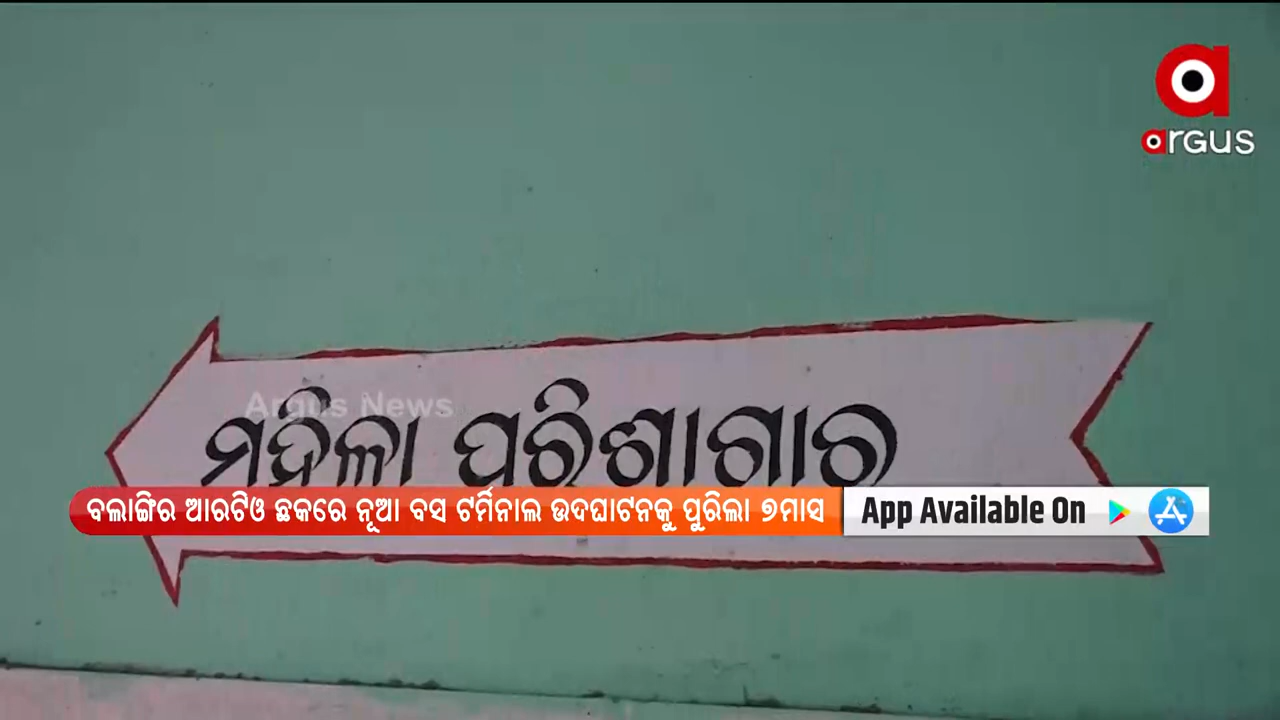 argus
Argus News
ମହିଳା ପରିଶାଗାର
ବଲାଙ୍ଗିର ଆରଟିଓ ଛକରେ ନୂଆ ବସ ଟର୍ମିନାଲ ଉଦଘାଟନକୁ ପୁରିଲା ୭ମାସ
App Available On